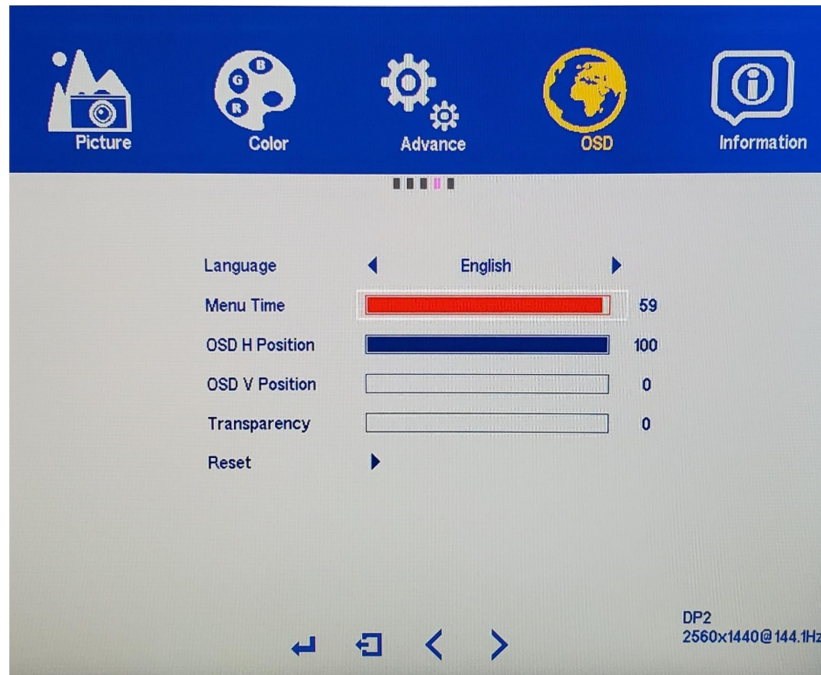 B
G
R
Picture
Color
Advance
OSD
Information
Language English
Menu Time 59
OSD H Position 100
OSD V Position 0
Transparency 0
Reset
DP2
2560x1440@144.1Hz